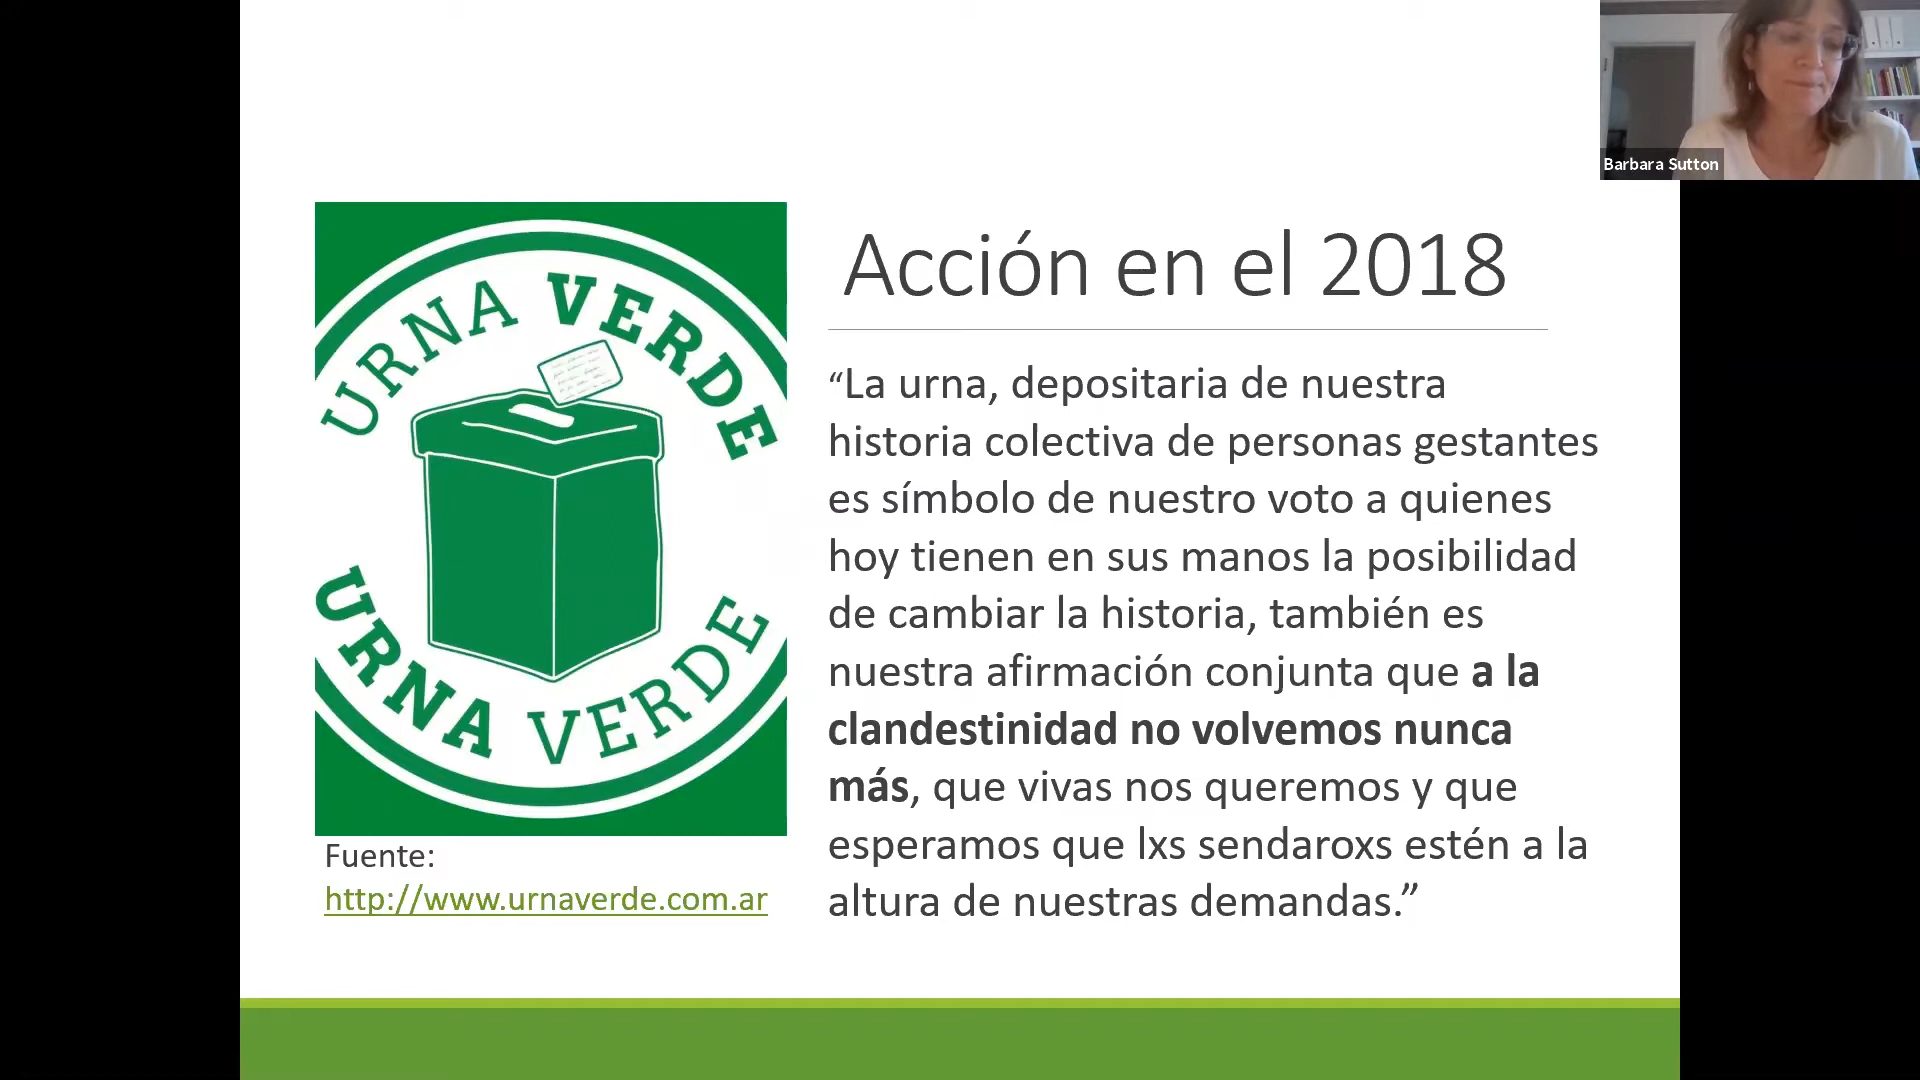 Barbara Sutton
URNA VERDE
URNA VERDE
Fuente:
http://www.urnaverde.com.ar
Acción en el 2018
“La urna, depositaria de nuestra
historia colectiva de personas gestantes
es símbolo de nuestro voto a quienes
hoy tienen en sus manos la posibilidad
de cambiar la historia, también es
nuestra afirmación conjunta que a la
clandestinidad no volvemos nunca
más, que vivas nos queremos y que
esperamos que lxs sendaroxs estén a la
altura de nuestras demandas.”